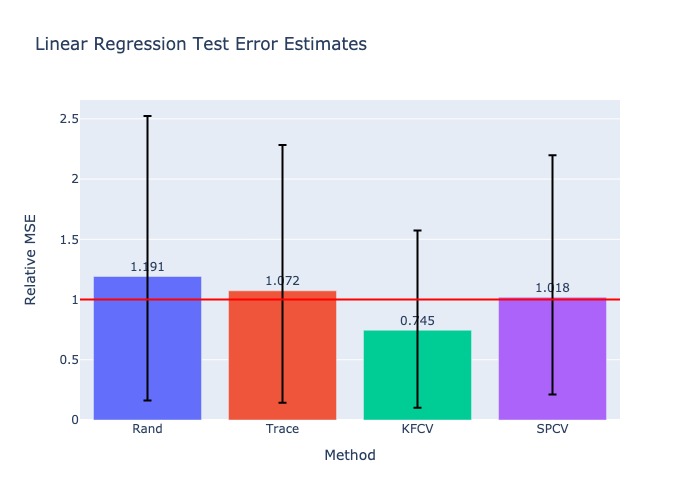 Linear Regression Test Error Estimates
Relative MSE
2.5
2
1.5
1
0.5
0
1.191
1.072
0.745
1.018
Rand Trace KFCV SPCV
Method